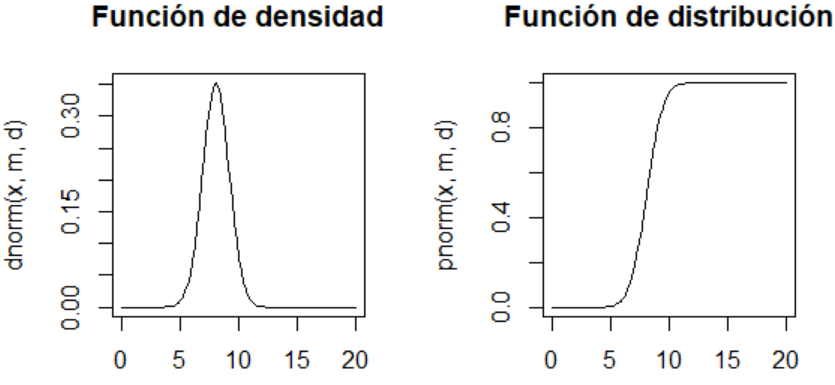 Función de densidad
dnorm(x, m, d)
0.30
0.15
0.00
0 5 10 15 20
Función de distribución
pnorm(x, m, d)
0.8
0.4
0.0
0 5 10 15 20